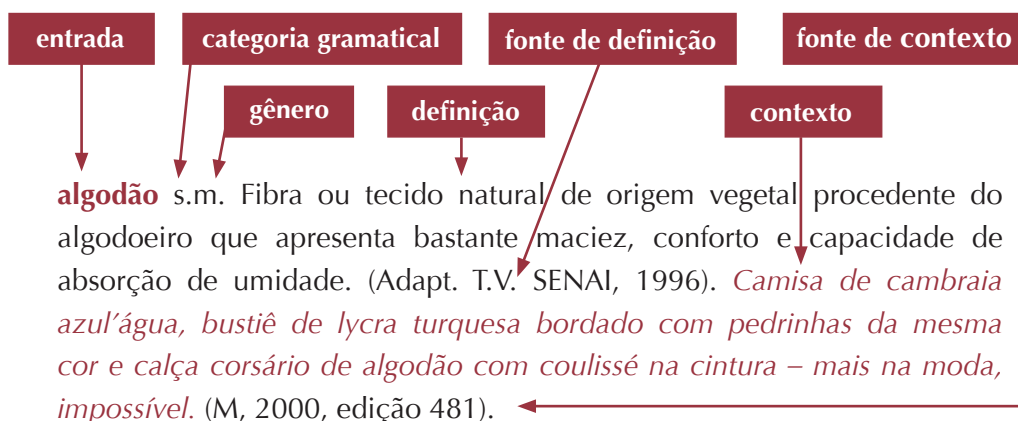 entrada categoria gramatical fonte de definição fonte de contexto
gênero definição contexto
algodão s.m. Fibra ou tecido natural de origem vegetal procedente do
algodoeiro que apresenta bastante maciez, conforto e capacidade de
absorção de umidade. (Adapt. T.V. SENAI, 1996). Camisa de cambraia
azul’água, bustiê de lycra turquesa bordado com pedrinhas da mesma
cor e calça corsário de algodão com coulissé na cintura – mais na moda,
impossível. (M, 2000, edição 481).